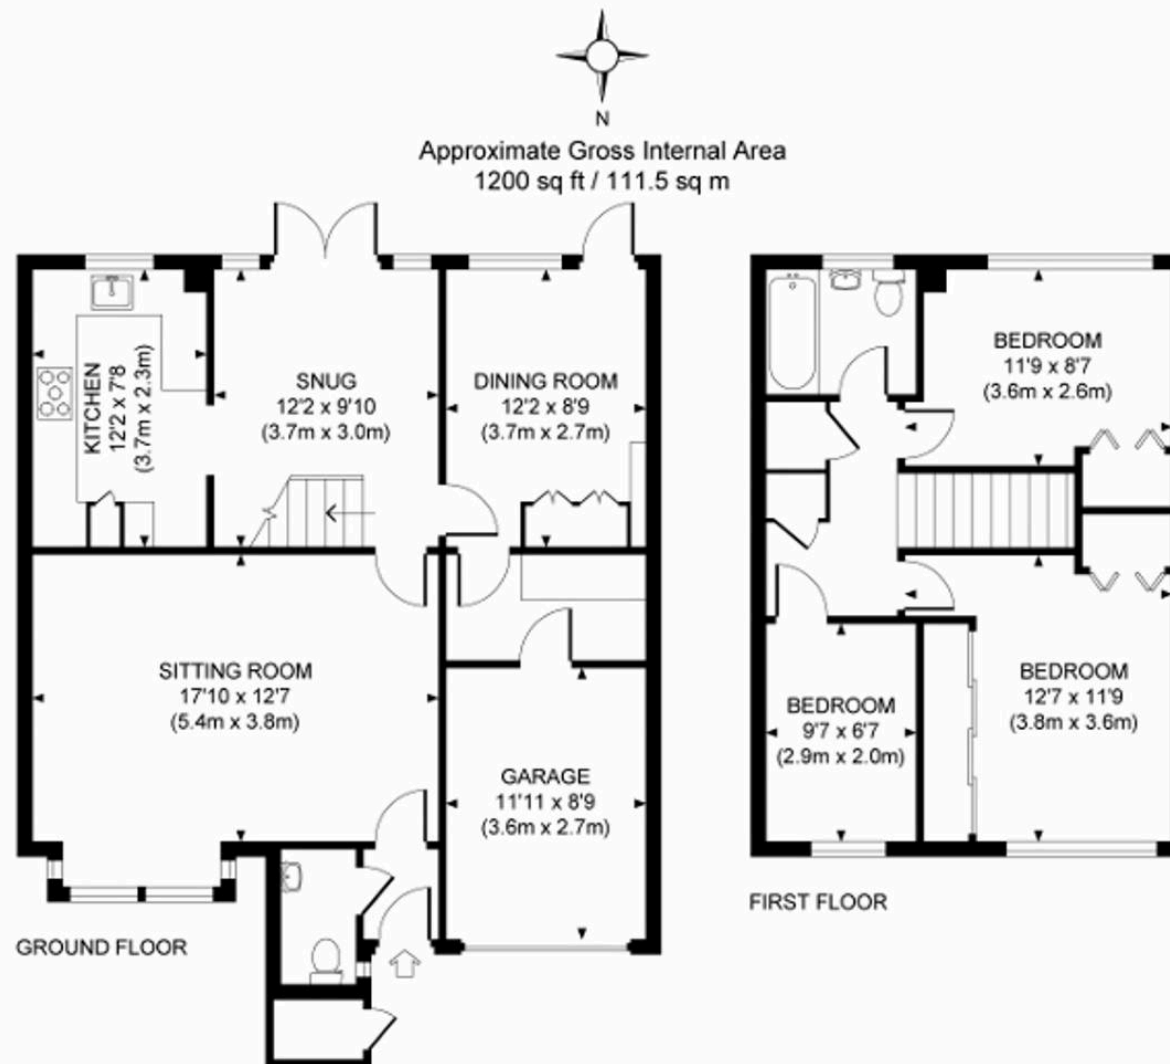 N
Approximate Gross Internal Area
1200 sq ft / 111.5 sq m
KITCHEN
12'2 x 7'8
(3.7m x 2.3m)
SNUG
12'2 x 9'10
(3.7m x 3.0m)
DINING ROOM
12'2 x 8'9
(3.7m x 2.7m)
SITTING ROOM
17'10 x 12'7
(5.4m x 3.8m)
GARAGE
11'11 x 8'9
(3.6m x 2.7m)
GROUND FLOOR
BEDROOM
11'9 x 8'7
(3.6m x 2.6m)
BEDROOM
12'7 x 11'9
(3.8m x 3.6m)
BEDROOM
9'7 x 6'7
(2.9m x 2.0m)
FIRST FLOOR